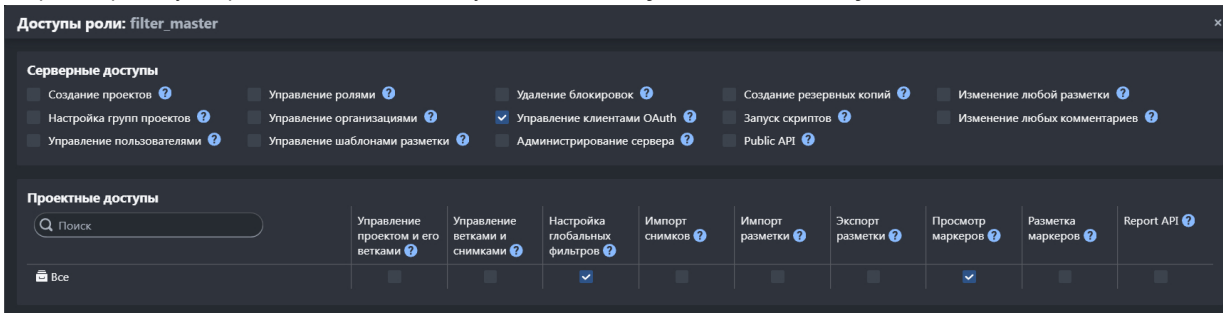 Доступы роли: filter_master ×
Серверные доступы
Создание проектов ? Управление ролями ? Удаление блокировок ? Создание резервных копий ? Изменение любой разметки ?
Настройка групп проектов ? Управление организациями ? Управление клиентами OAuth ? Запуск скриптов ? Изменение любых комментариев ?
Управление пользователями ? Управление шаблонами разметки ? Администрирование сервера ? Public API ?
Проектные доступы
Поиск
Управление проектом и его ветками ?
Управление ветками и снимками ?
Настройка глобальных фильтров ?
Импорт снимков ?
Импорт разметки ?
Экспорт разметки ?
Просмотр маркеров ?
Разметка маркеров ?
Report API ?
Все